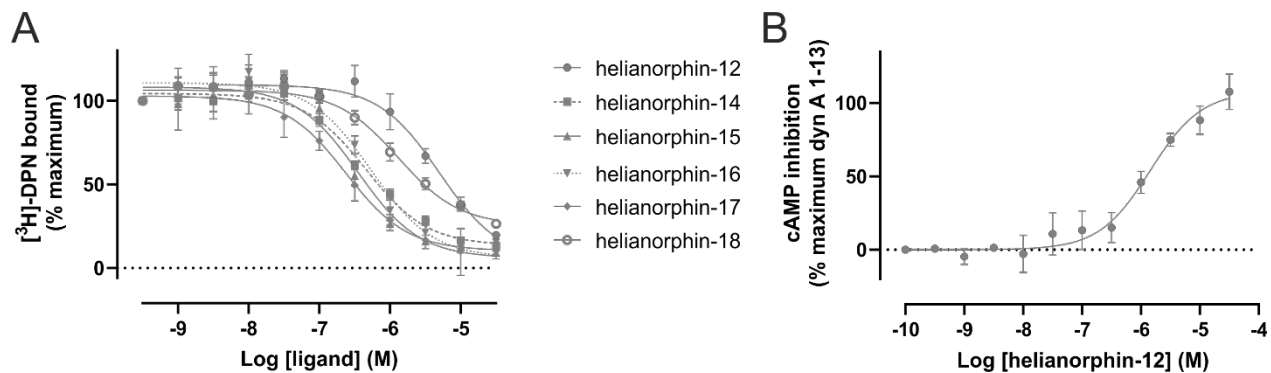 A
[³H]-DPN bound
(% maximum)
100
50
0
-9 -8 -7 -6 -5
Log [ligand] (M)
helianorphin-12
helianorphin-14
helianorphin-15
helianorphin-16
helianorphin-17
helianorphin-18
B
cAMP inhibition
(% maximum dyn A 1-13)
100
50
0
-10 -9 -8 -7 -6 -5 -4
Log [helianorphin-12] (M)